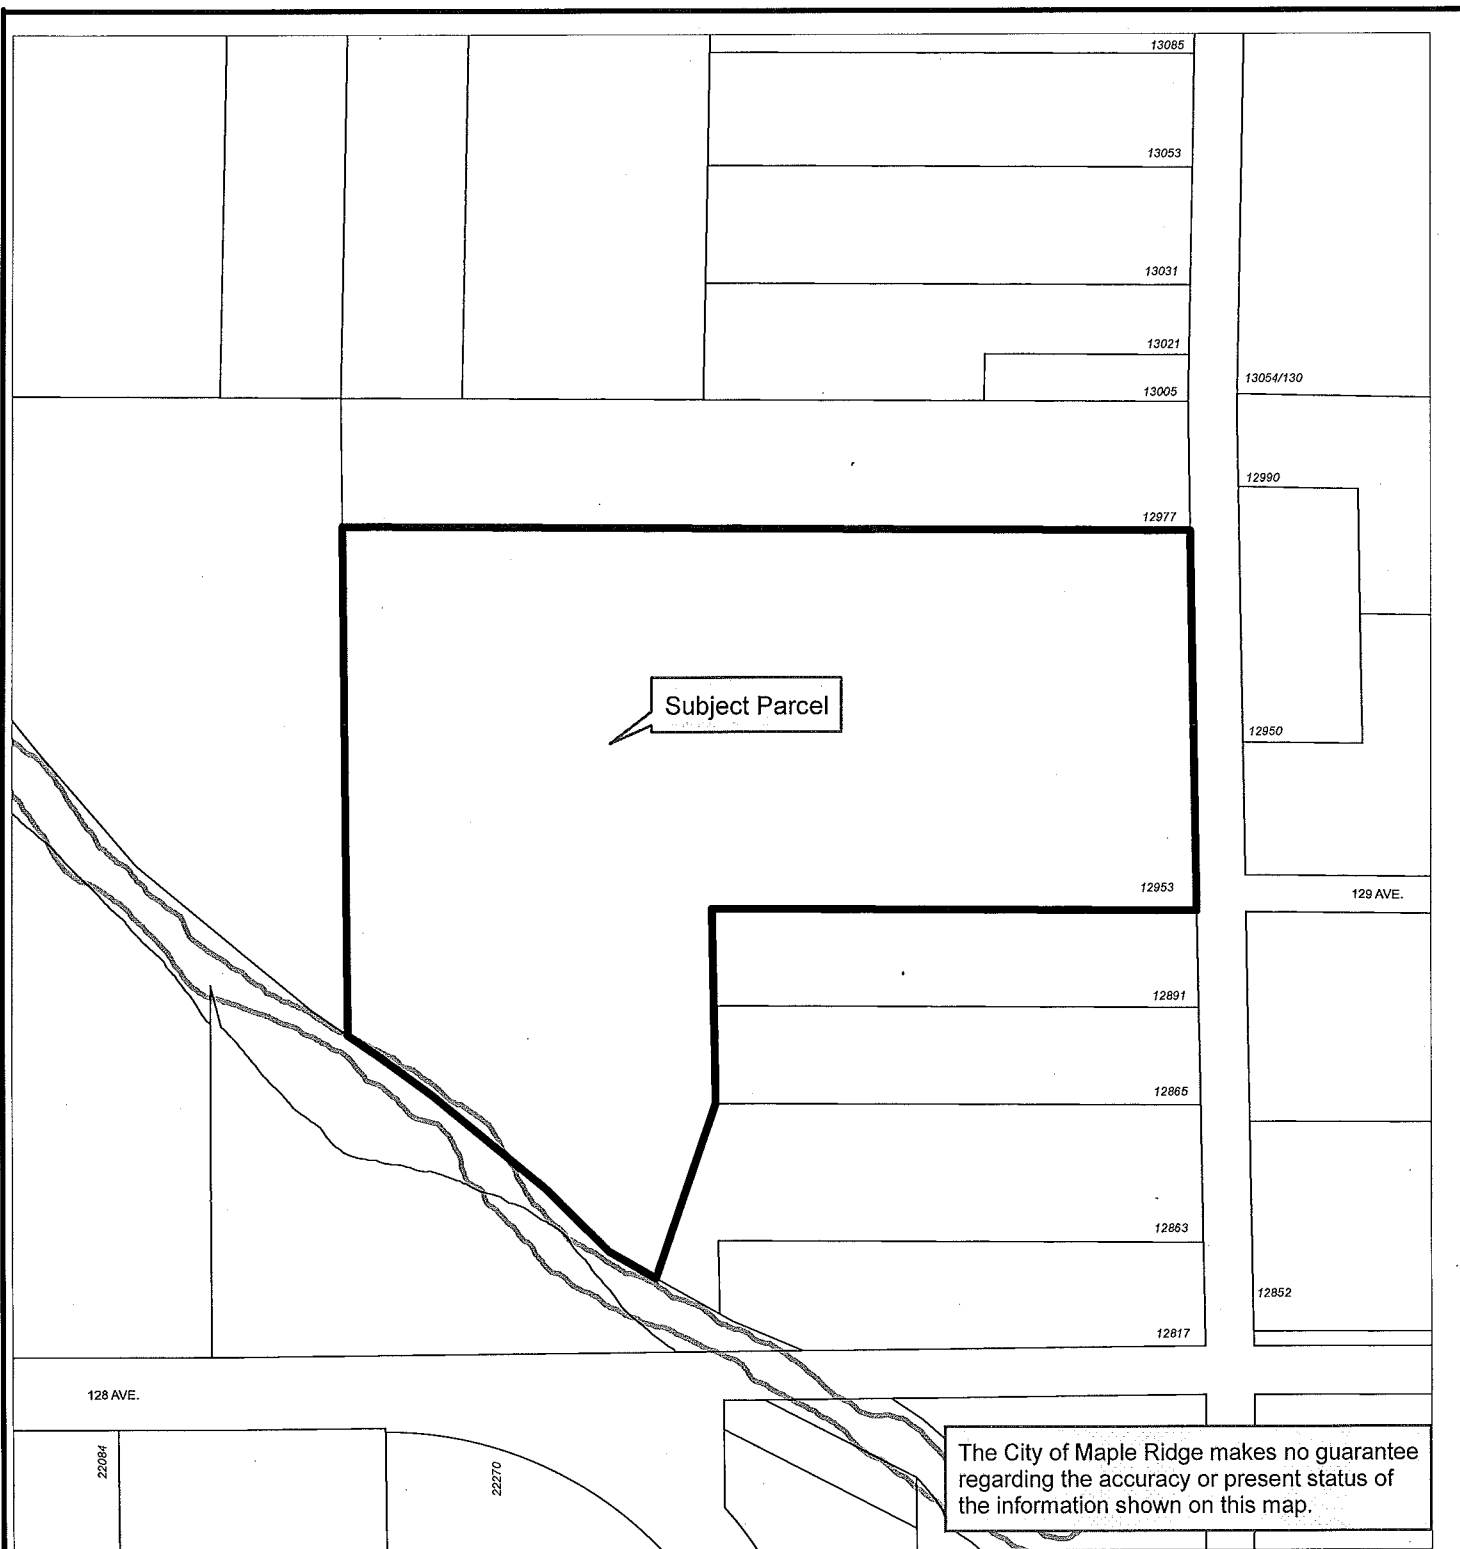 13085
13053
13031
13021
13005
13054/130
12990
12977
Subject Parcel
12950
12953
129 AVE.
12891
12865
12863
12852
12817
128 AVE.
22084
22270
The City of Maple Ridge makes no guarantee
regarding the accuracy or present status of
the information shown on this map.